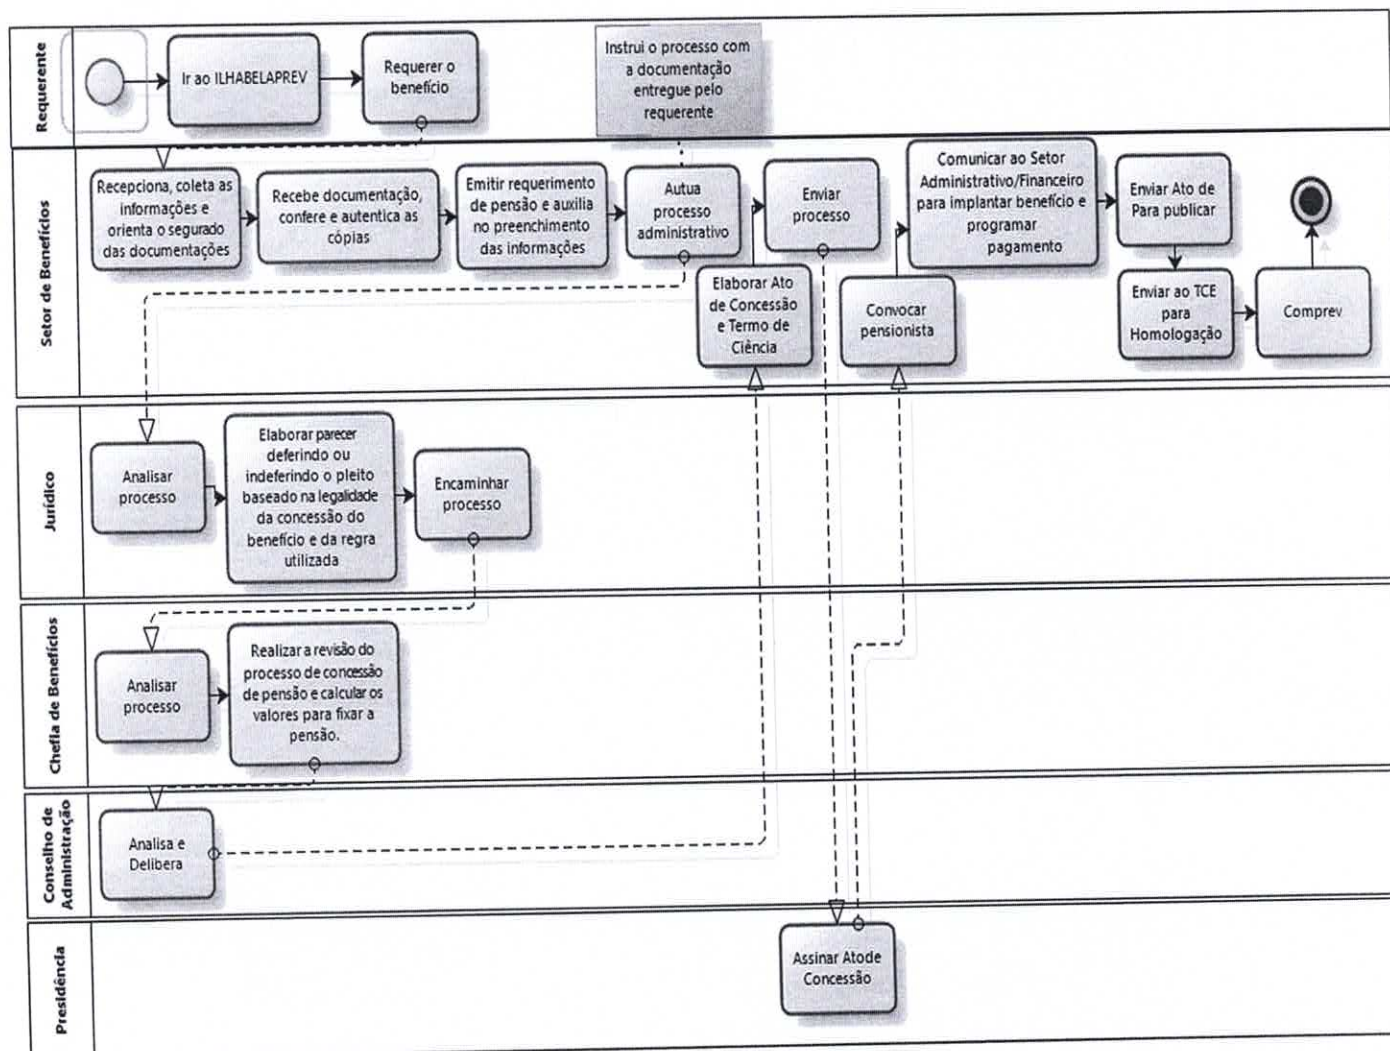 Requerente
Ir ao ILHABELAPREV
Requerer o
benefício
Instrui o processo com
a documentação
entregue pelo
requerente
Setor de Benefícios
Recepciona, coleta as
informações e
orienta o segurado
das documentações
Recebe documentação,
confere e autentica as
cópias
Emitir requerimento
de pensão e auxilia
no preenchimento
das informações
Autua
processo
administrativo
Enviar
processo
Comunicar ao Setor
Administrativo/Financeiro
para implantar benefício e
programar
pagamento
Enviar Ato de
Para publicar
Elaborar Ato
de Concessão
e Termo de
Ciência
Convocar
pensionista
Enviar ao TCE
para
Homologação
Comprev
Jurídico
Analisar
processo
Elaborar parecer
deferindo ou
indeferindo o pleito
baseado na legalidade
da concessão do
benefício e da regra
utilizada
Encaminhar
processo
Chefia de Benefícios
Analisar
processo
Realizar a revisão do
processo de concessão
de pensão e calcular os
valores para fixar a
pensão.
Conselho de
Administração
Analisa e
Delibera
Presidência
Assinar Atode
Concessão